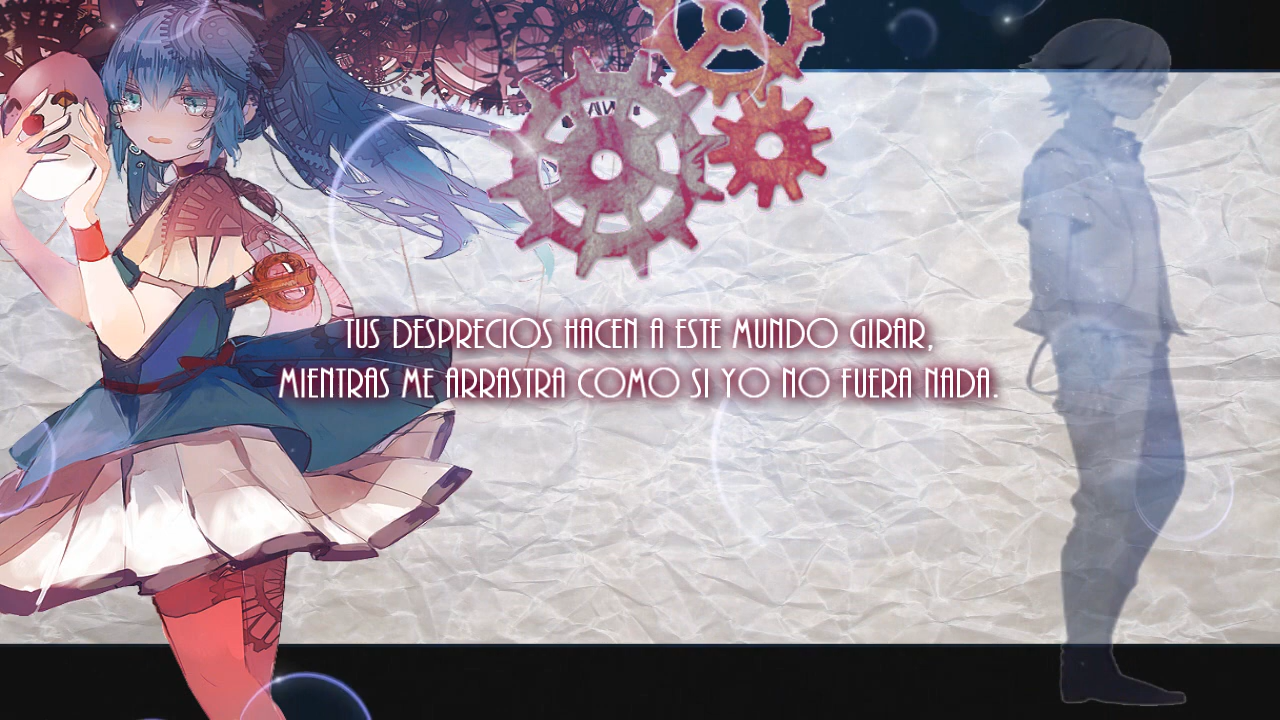 TUS DESPRECIOS HACEN A ESTE MUNDO GIRAR,
MIENTRAS ME ARRASTRA COMO SI YO NO FUERA NADA.